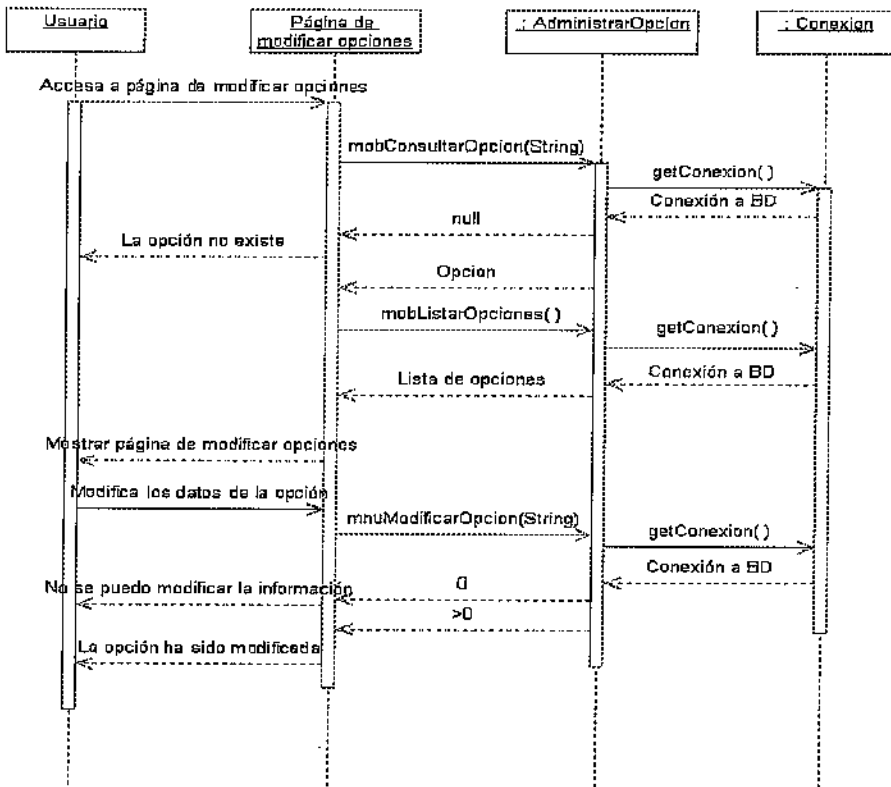 Usuario
Página de
modificar opciones
: AdministrarOpcion
: Conexion
Accesa a página de modificar opciones
mobConsultarOpcion(String)
getConexion( )
Conexión a BD
null
La opción no existe
Opcion
mobListarOpciones( )
getConexion( )
Conexión a BD
Lista de opciones
Mostrar página de modificar opciones
Modifica los datos de la opción
mnuModificarOpcion(String)
getConexion( )
Conexión a BD
0
No se puedo modificar la información
>0
La opción ha sido modificada